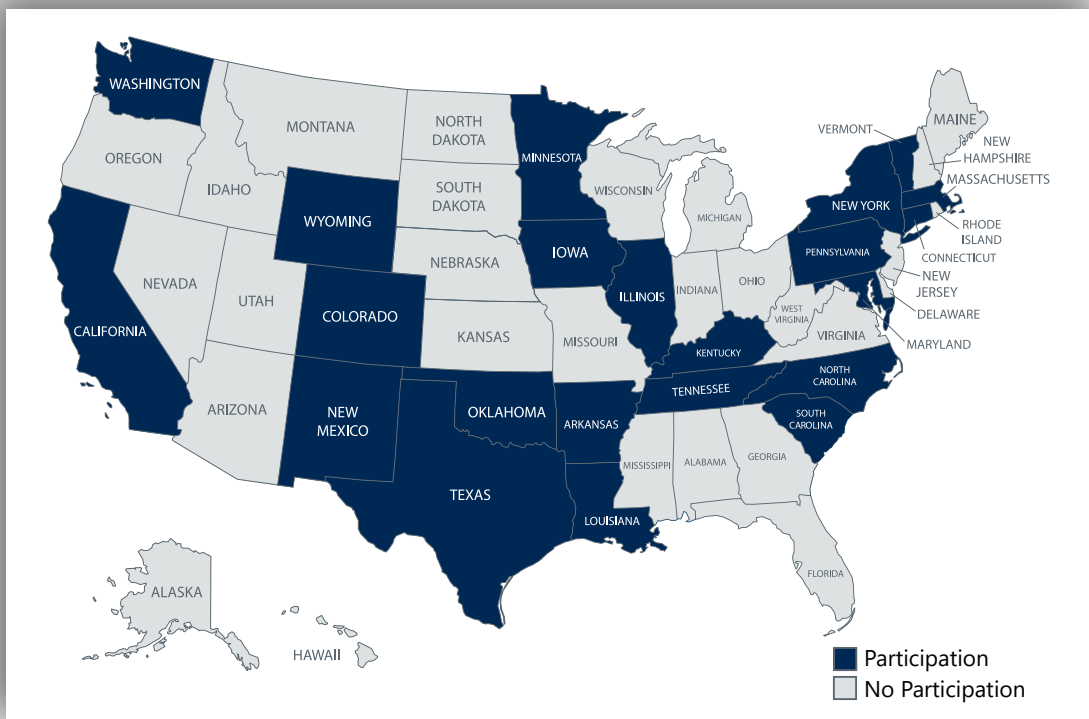 WASHINGTON
OREGON
MONTANA
IDAHO
NORTH
DAKOTA
SOUTH
DAKOTA
MINNESOTA
WISCONSIN
MICHIGAN
WYOMING
NEBRASKA
IOWA
NEVADA
UTAH
CALIFORNIA
COLORADO
KANSAS
MISSOURI
ILLINOIS
INDIANA
OHIO
WEST
VIRGINIA
VIRGINIA
KENTUCKY
TENNESSEE
NORTH
CAROLINA
SOUTH
CAROLINA
ARIZONA
NEW
MEXICO
OKLAHOMA
ARKANSAS
TEXAS
LOUISIANA
MISSISSIPPI
ALABAMA
GEORGIA
FLORIDA
ALASKA
HAWAII
MAINE
VERMONT
NEW
HAMPSHIRE
MASSACHUSETTS
NEW YORK
RHODE
ISLAND
CONNECTICUT
PENNSYLVANIA
NEW
JERSEY
DELAWARE
MARYLAND
Participation
No Participation